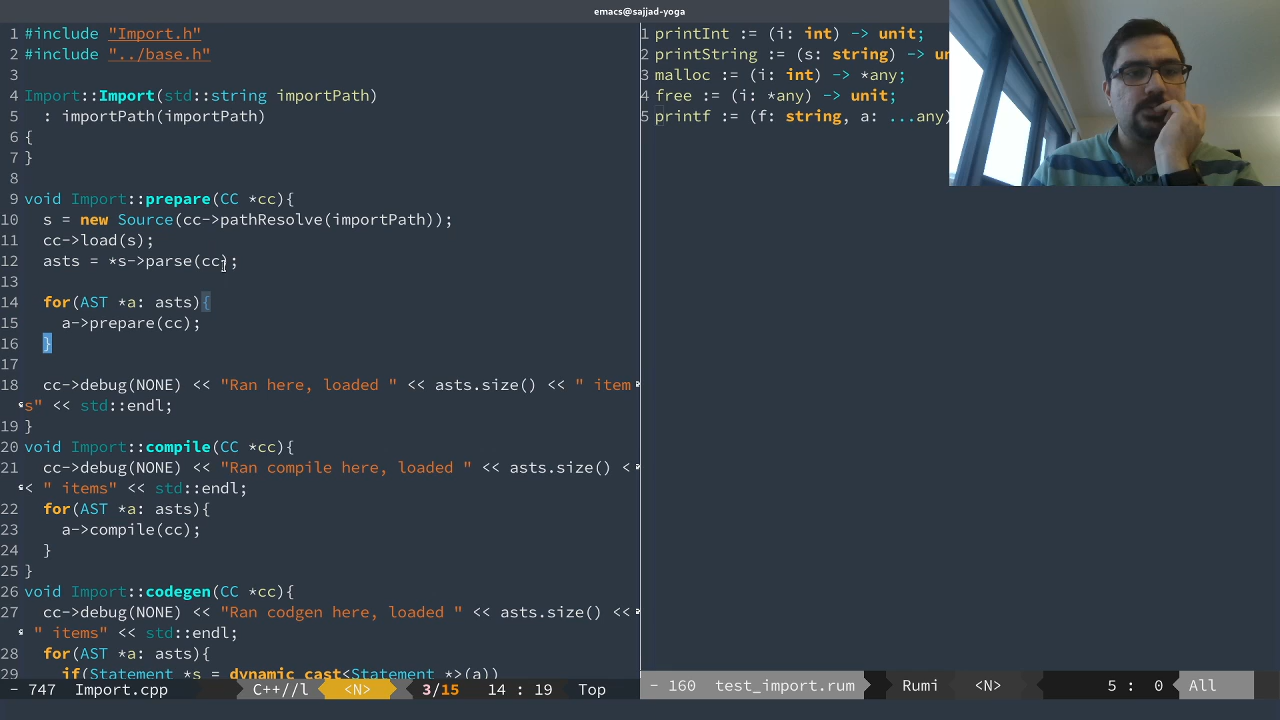 emacs@sajjad-yoga
1 #include "Import.h"
2 #include "../base.h"
3
4 Import::Import(std::string importPath)
5   : importPath(importPath)
6 {
7 }
8
9 void Import::prepare(CC *cc){
10   s = new Source(cc->pathResolve(importPath));
11   cc->load(s);
12   asts = *s->parse(cc);
13
14   for(AST *a: asts){
15     a->prepare(cc);
16   }
17
18   cc->debug(NONE) << "Ran here, loaded " << asts.size() << " item
s" << std::endl;
19 }
20 void Import::compile(CC *cc){
21   cc->debug(NONE) << "Ran compile here, loaded " << asts.size() <
< " items" << std::endl;
22   for(AST *a: asts){
23     a->compile(cc);
24   }
25 }
26 void Import::codegen(CC *cc){
27   cc->debug(NONE) << "Ran codgen here, loaded " << asts.size() <<
" items" << std::endl;
28   for(AST *a: asts){
29     if(Statement *s = dynamic_cast<Statement *>(a))
- 747 Import.cpp C++//l <N> 3/15 14 : 19 Top
1 printInt := (i: int) -> unit;
2 printString := (s: string) -> un
3 malloc := (i: int) -> *any;
4 free := (i: *any) -> unit;
5 printf := (f: string, a: ...any)
- 160 test_import.rum Rumi <N> 5 : 0 All